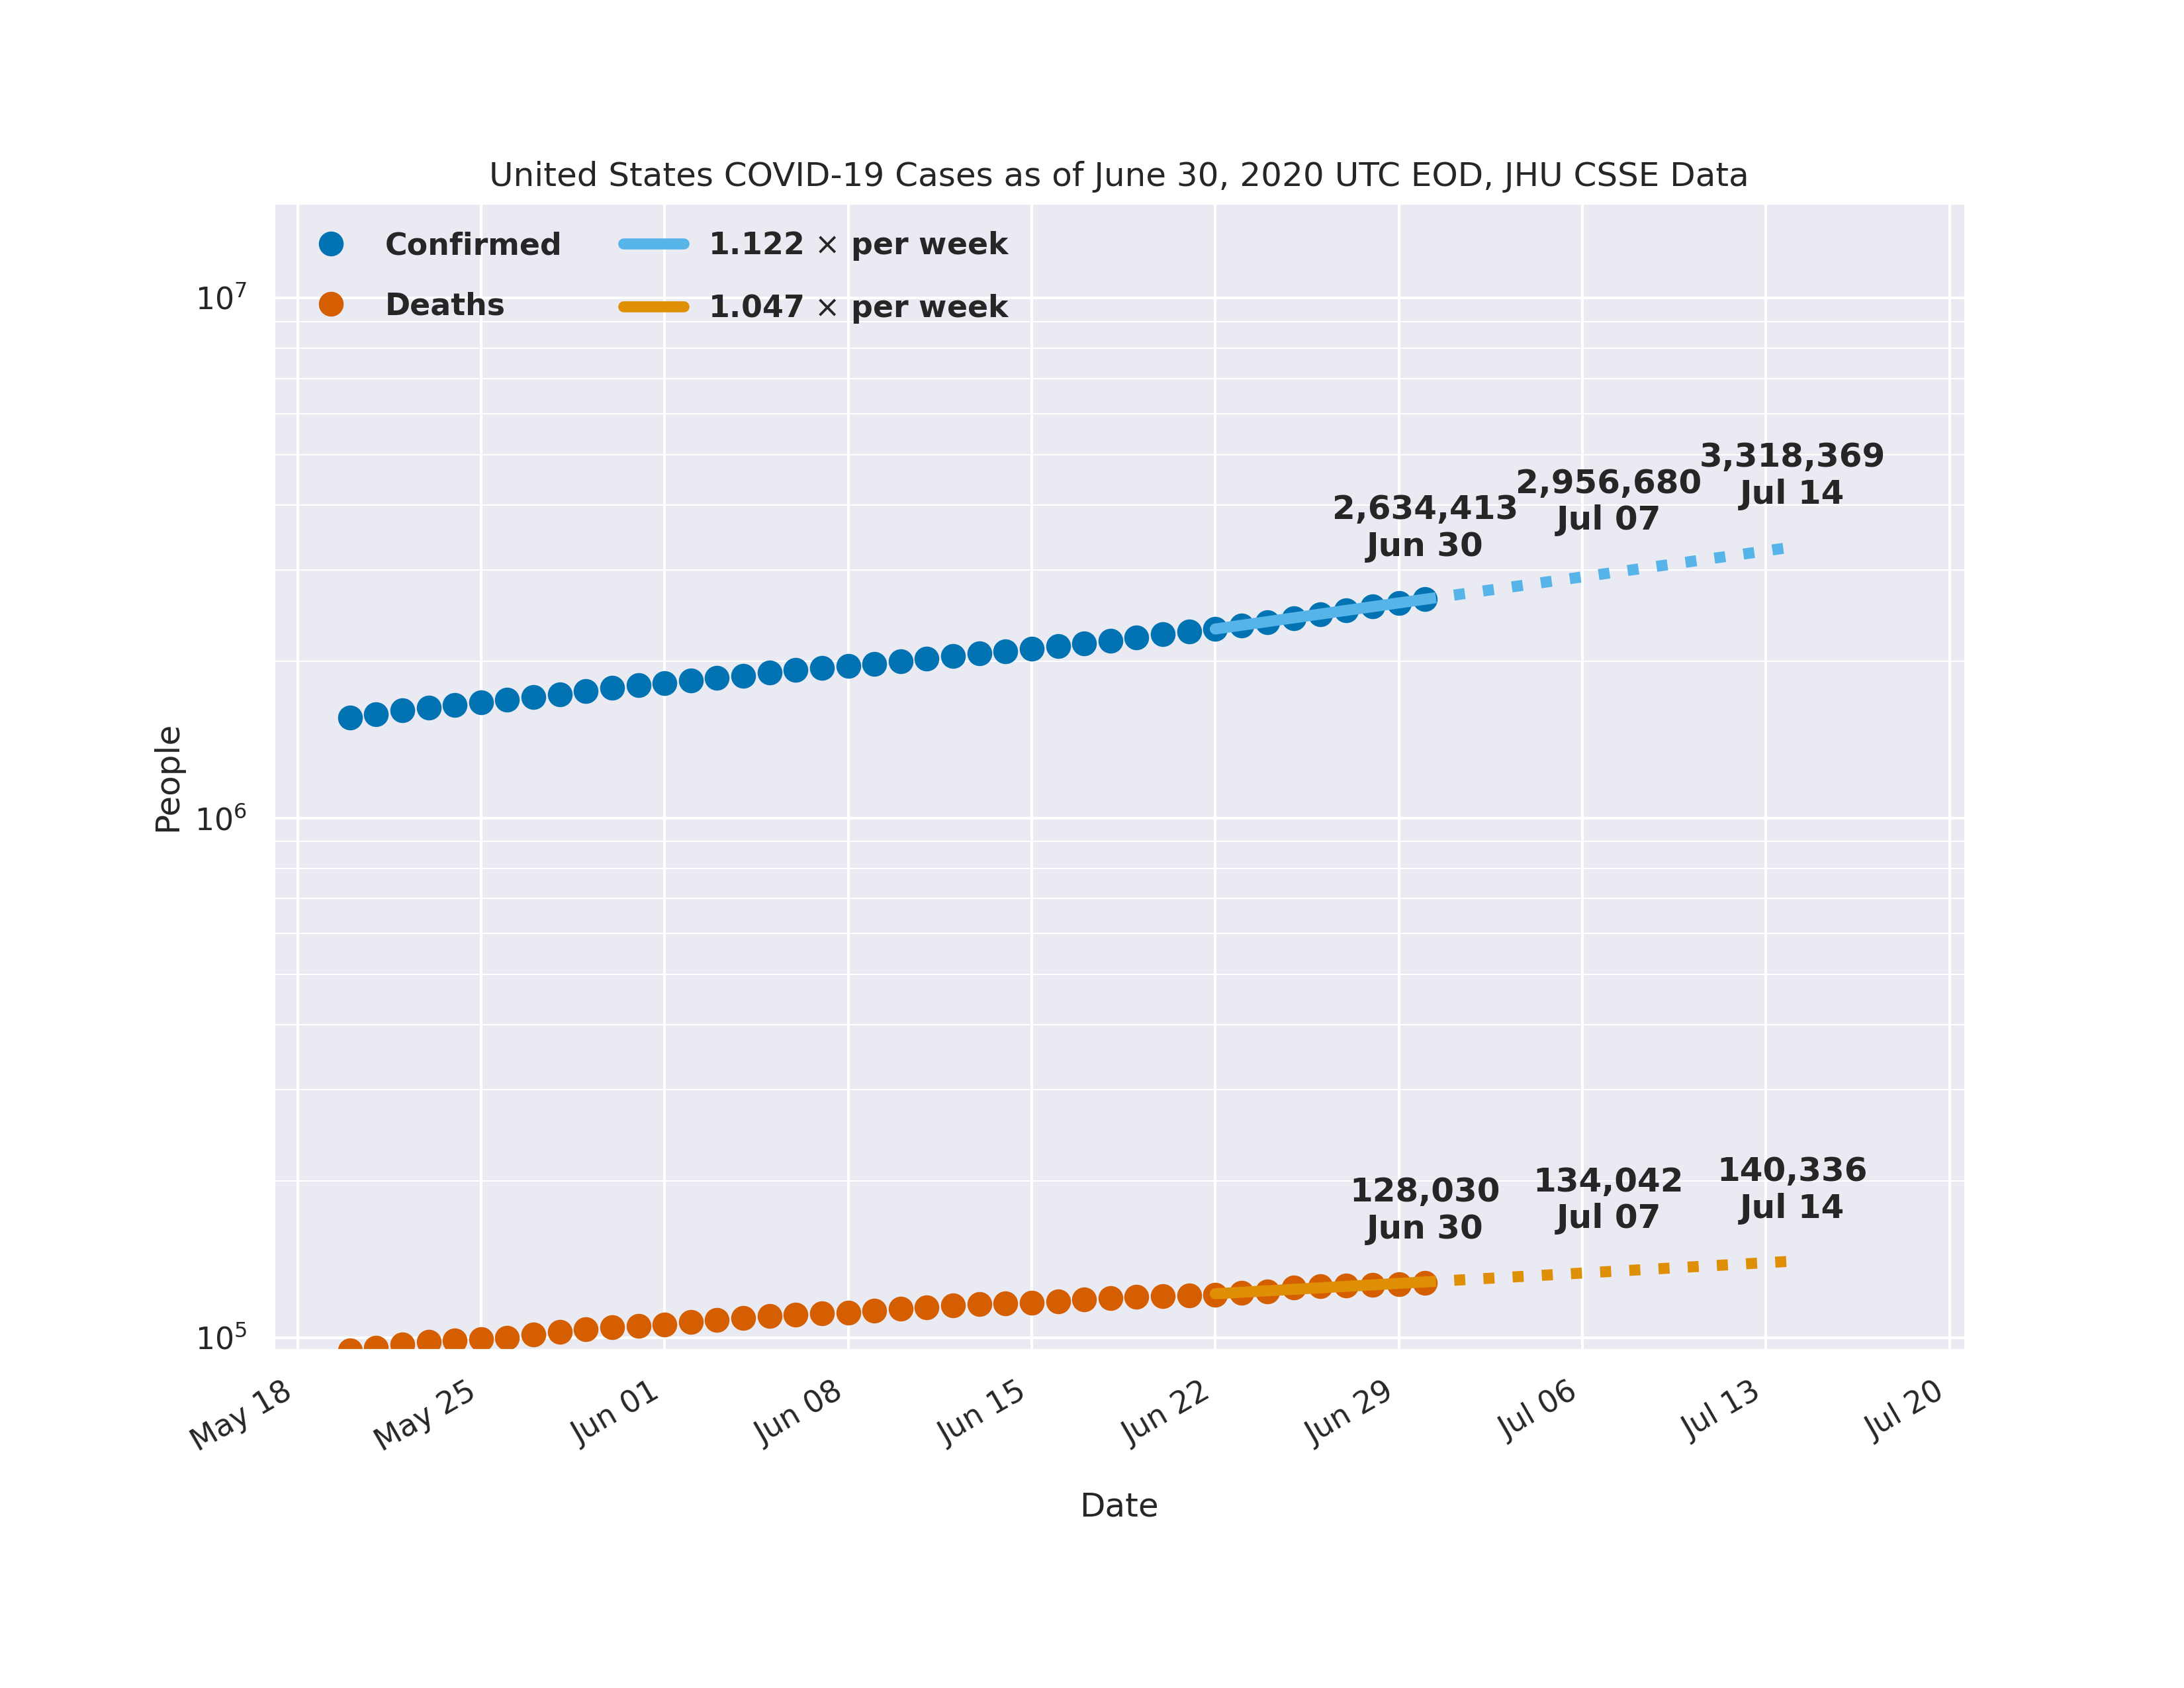 United States COVID-19 Cases as of June 30, 2020 UTC EOD, JHU CSSE Data
Confirmed
Deaths
1.122 × per week
1.047 × per week
10⁷
10⁶
10⁵
People
2,634,413
Jun 30
2,956,680
Jul 07
3,318,369
Jul 14
128,030
Jun 30
134,042
Jul 07
140,336
Jul 14
May 18
May 25
Jun 01
Jun 08
Jun 15
Jun 22
Jun 29
Jul 06
Jul 13
Jul 20
Date